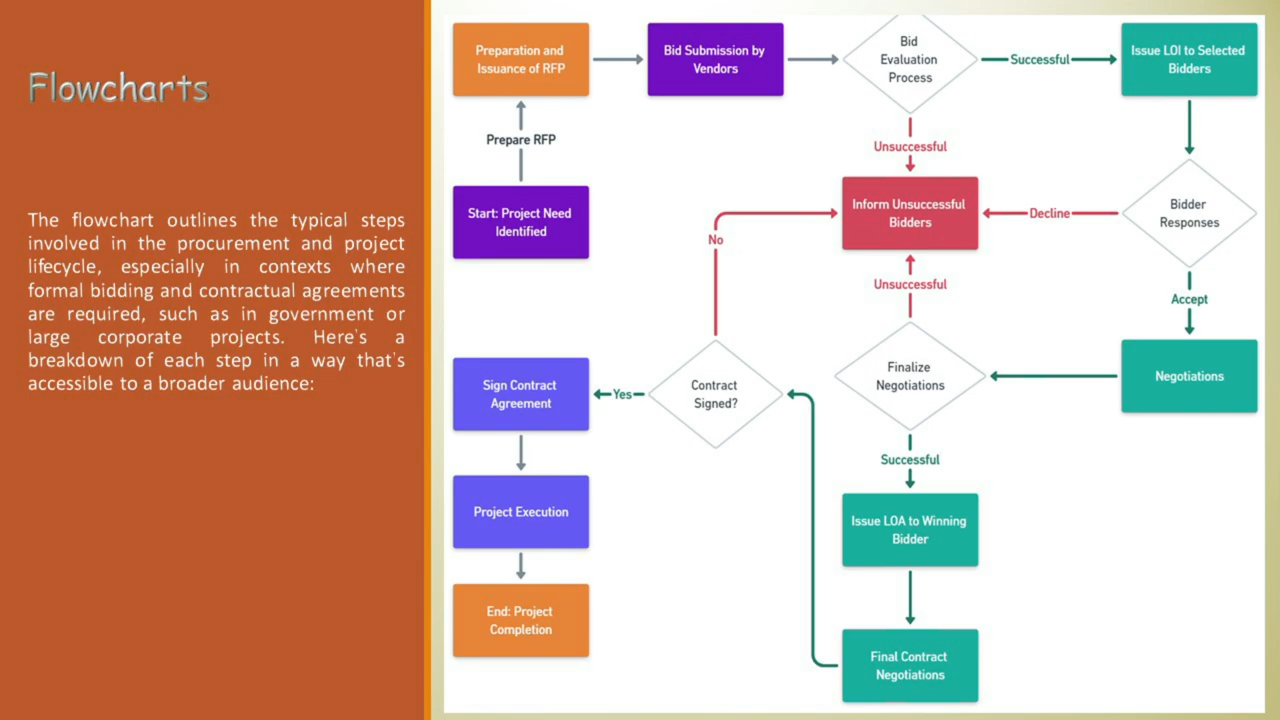 Flowcharts
The flowchart outlines the typical steps
involved in the procurement and project
lifecycle, especially in contexts where
formal bidding and contractual agreements
are required, such as in government or
large corporate projects. Here's a
breakdown of each step in a way that's
accessible to a broader audience:
Preparation and
Issuance of RFP
Bid Submission by
Vendors
Bid
Evaluation
Process
Successful
Issue LOI to Selected
Bidders
Prepare RFP
Unsuccessful
Start: Project Need
Identified
No
Inform Unsuccessful
Bidders
Decline
Bidder
Responses
Unsuccessful
Accept
Sign Contract
Agreement
Yes
Contract
Signed?
Finalize
Negotiations
Negotiations
Successful
Project Execution
Issue LOA to Winning
Bidder
End: Project
Completion
Final Contract
Negotiations